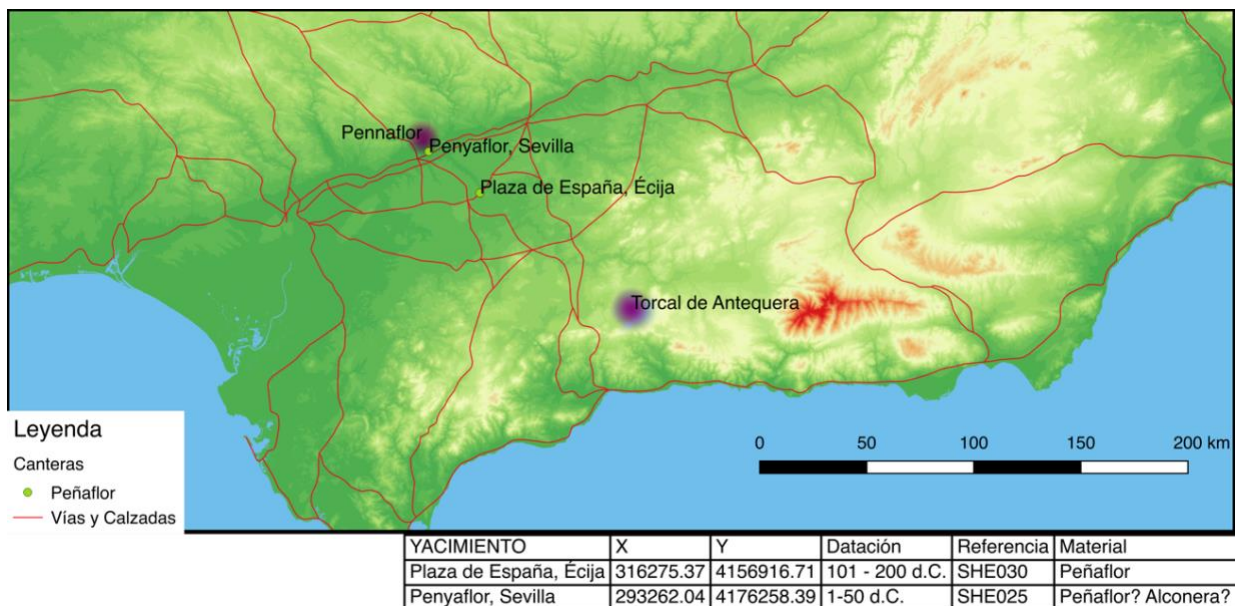 Pennaflor
Penyaflor, Sevilla
Plaza de España, Écija
Torcal de Antequera
Leyenda
Canteras
Peñaflor
Vías y Calzadas
0 50 100 150 200 km
YACIMIENTO X Y Datación Referencia Material
Plaza de España, Écija 316275.37 4156916.71 101 - 200 d.C. SHE030 Peñaflor
Penyaflor, Sevilla 293262.04 4176258.39 1-50 d.C. SHE025 Peñaflor? Alconera?